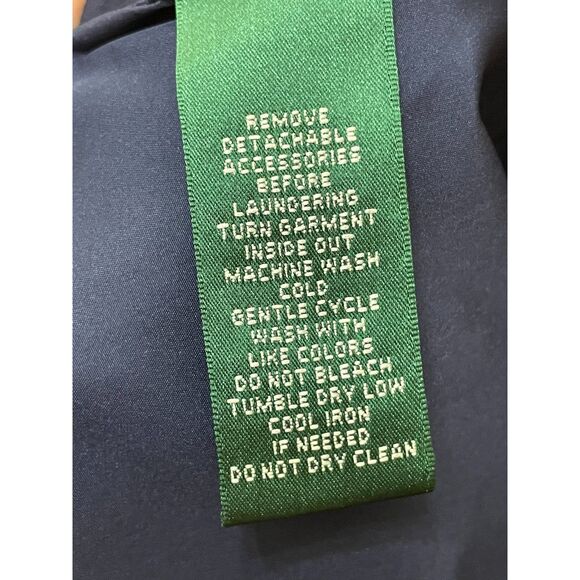 REMOVE
DETACHABLE
ACCESSORIES
BEFORE
LAUNDERING
TURN GARMENT
INSIDE OUT
MACHINE WASH
COLD
GENTLE CYCLE
WASH WITH
LIKE COLORS
DO NOT BLEACH
TUMBLE DRY LOW
COOL IRON
IF NEEDED
DO NOT DRY CLEAN